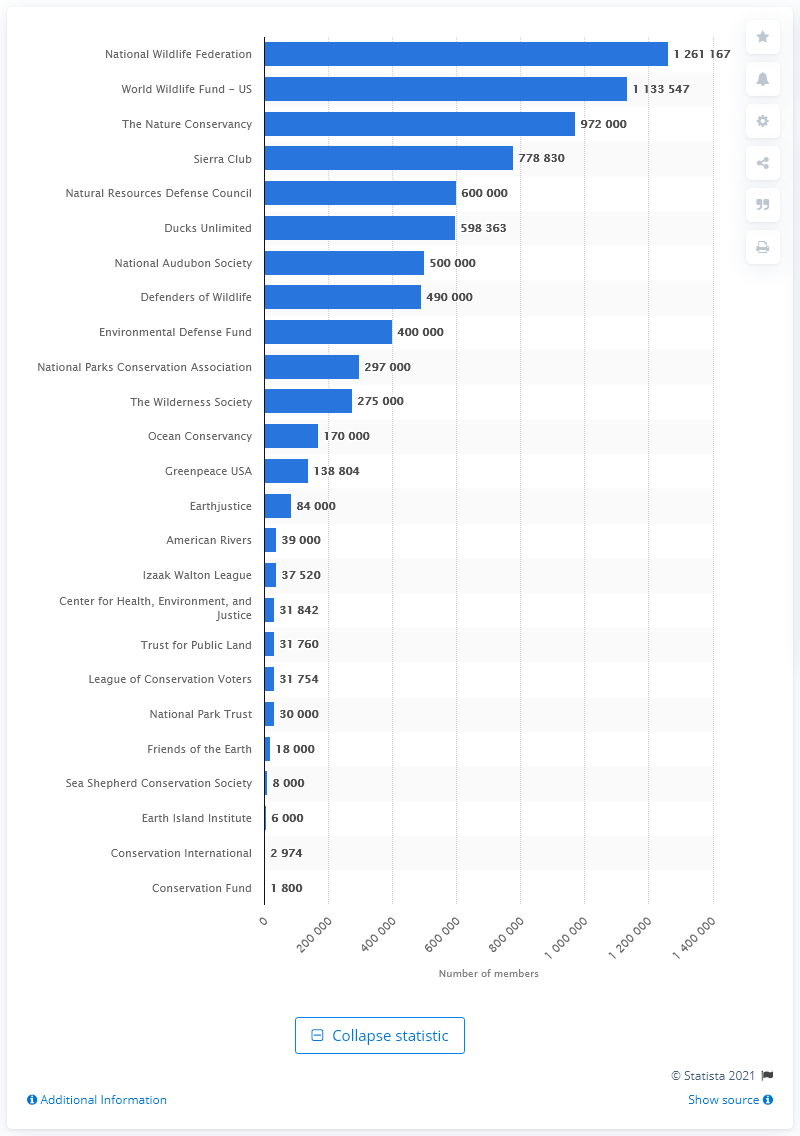 National Wildlife Federation 1 261 167
World Wildlife Fund – US 1 133 547
The Nature Conservancy 972 000
Sierra Club 778 830
Natural Resources Defense Council 600 000
Ducks Unlimited 598 363
National Audubon Society 500 000
Defenders of Wildlife 490 000
Environmental Defense Fund 400 000
National Parks Conservation Association 297 000
The Wilderness Society 275 000
Ocean Conservancy 170 000
Greenpeace USA 138 804
Earthjustice 84 000
American Rivers 39 000
Izaak Walton League 37 520
Center for Health, Environment, and
Justice 31 842
Trust for Public Land 31 760
League of Conservation Voters 31 754
National Park Trust 30 000
Friends of the Earth 18 000
Sea Shepherd Conservation Society 8 000
Earth Island Institute 6 000
Conservation International 2 974
Conservation Fund 1 800
0 200 000 400 000 600 000 800 000 1 000 000 1 200 000 1 400 000
Number of members
Collapse statistic
© Statista 2021
Additional Information Show source